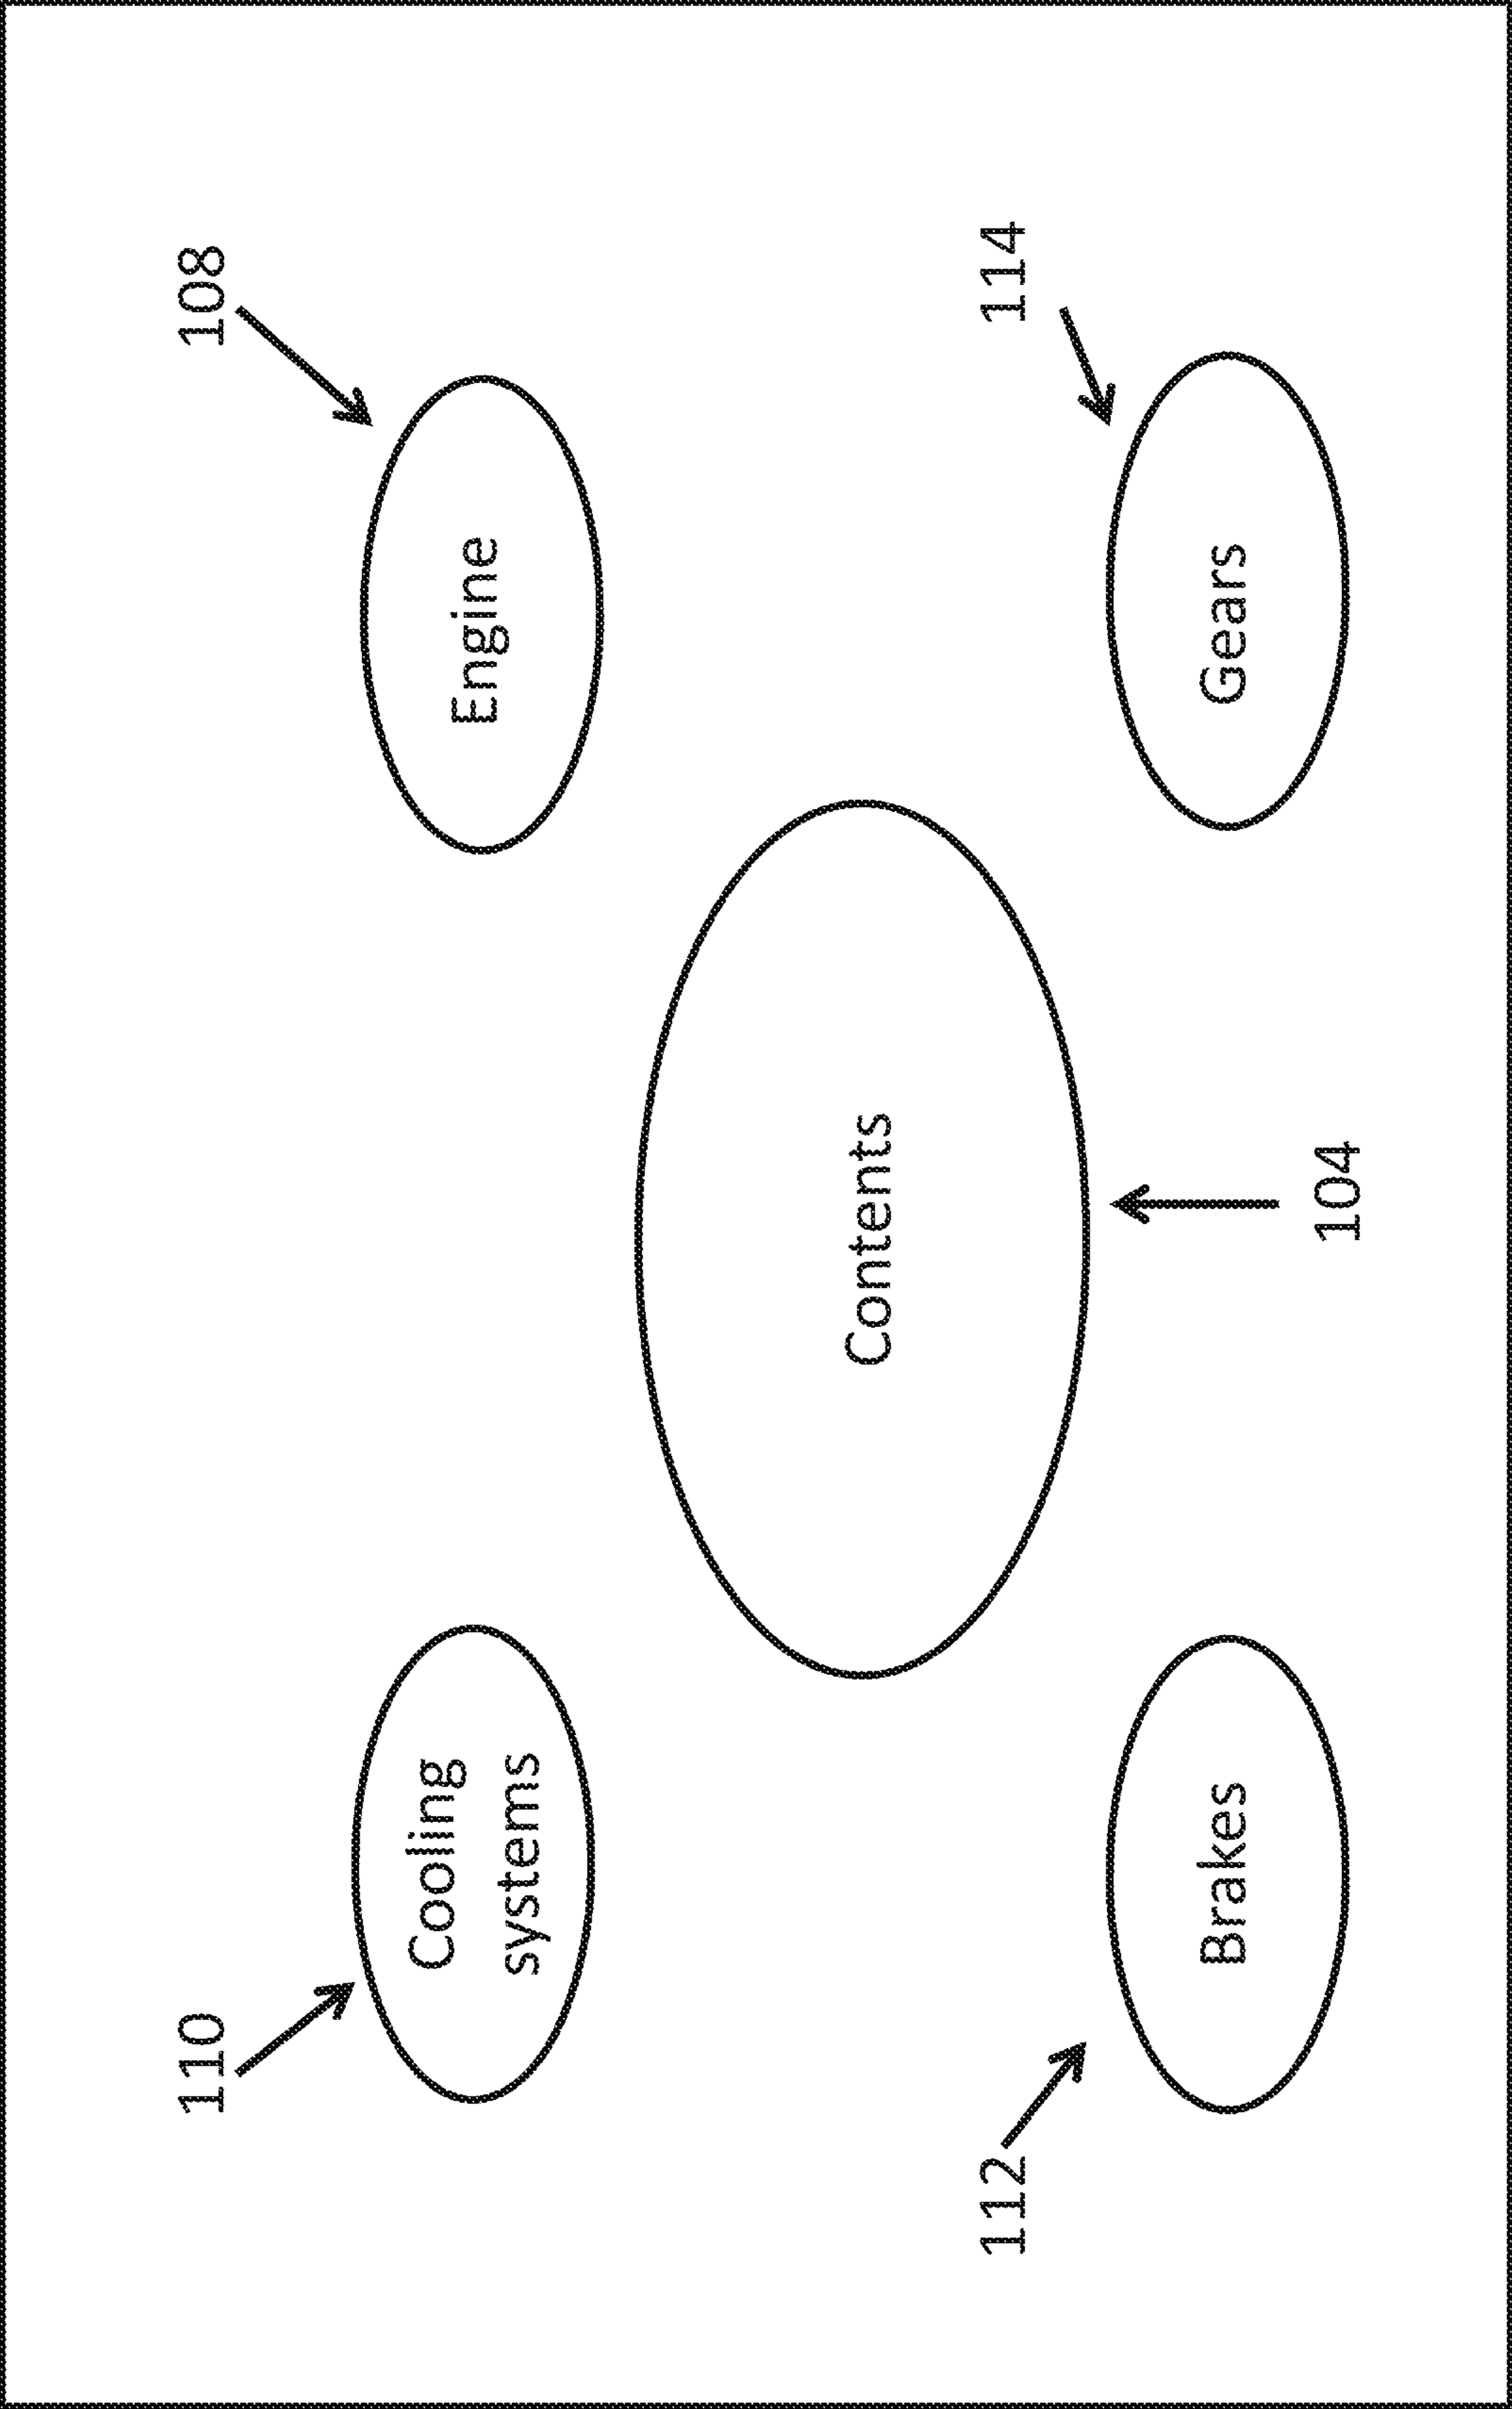 110
Cooling
systems
108
Engine
Contents
104
112
Brakes
114
Gears